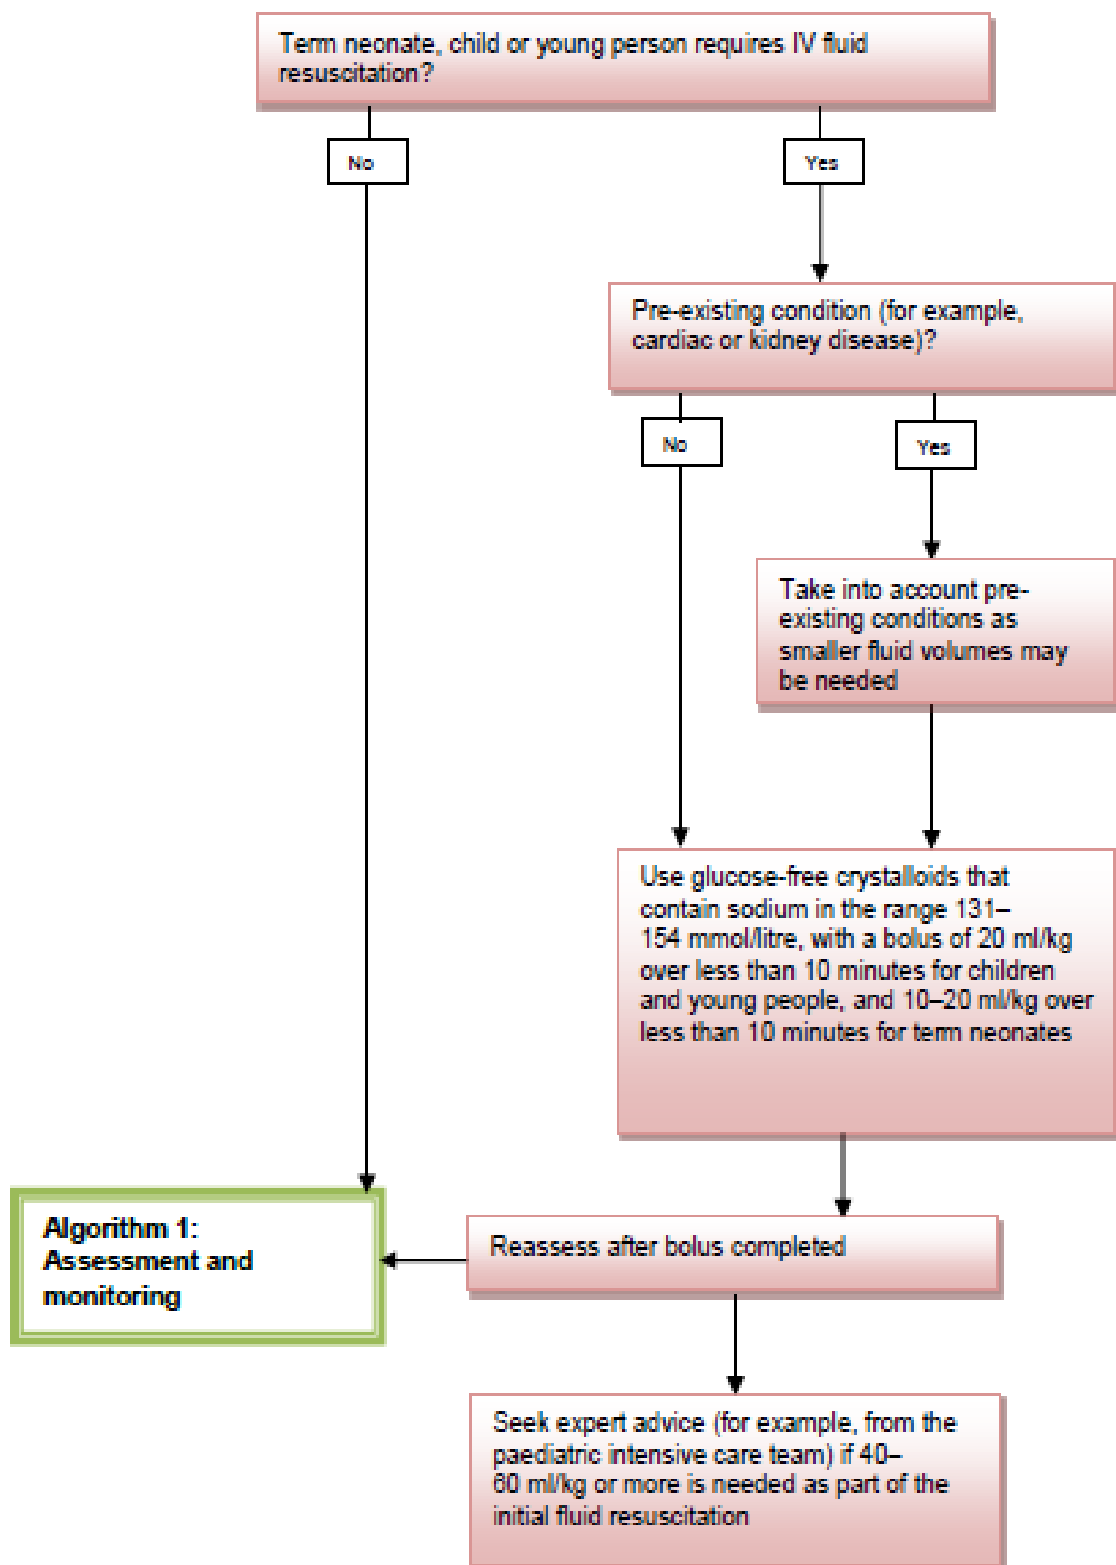 Term neonate, child or young person requires IV fluid
resuscitation?
No
Yes
Pre-existing condition (for example,
cardiac or kidney disease)?
No
Yes
Take into account pre-
existing conditions as
smaller fluid volumes may
be needed
Use glucose-free crystalloids that
contain sodium in the range 131–
154 mmol/litre, with a bolus of 20 ml/kg
over less than 10 minutes for children
and young people, and 10–20 ml/kg over
less than 10 minutes for term neonates
Algorithm 1:
Assessment and
monitoring
Reassess after bolus completed
Seek expert advice (for example, from the
paediatric intensive care team) if 40–
60 ml/kg or more is needed as part of the
initial fluid resuscitation